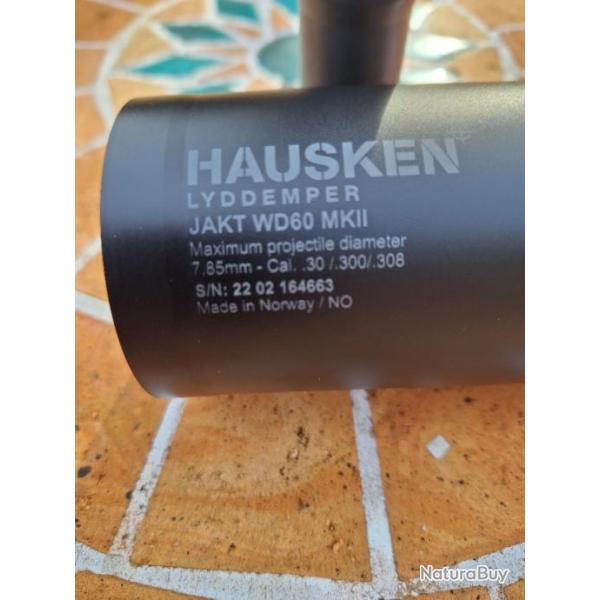 HAUSKEN
LYDDEMPER
JAKT WD60 MKII
Maximum projectile diameter
7.85mm - Cal. .30 /.300/.308
S/N: 22 02 164663
Made in Norway / NO
NaturaBuy